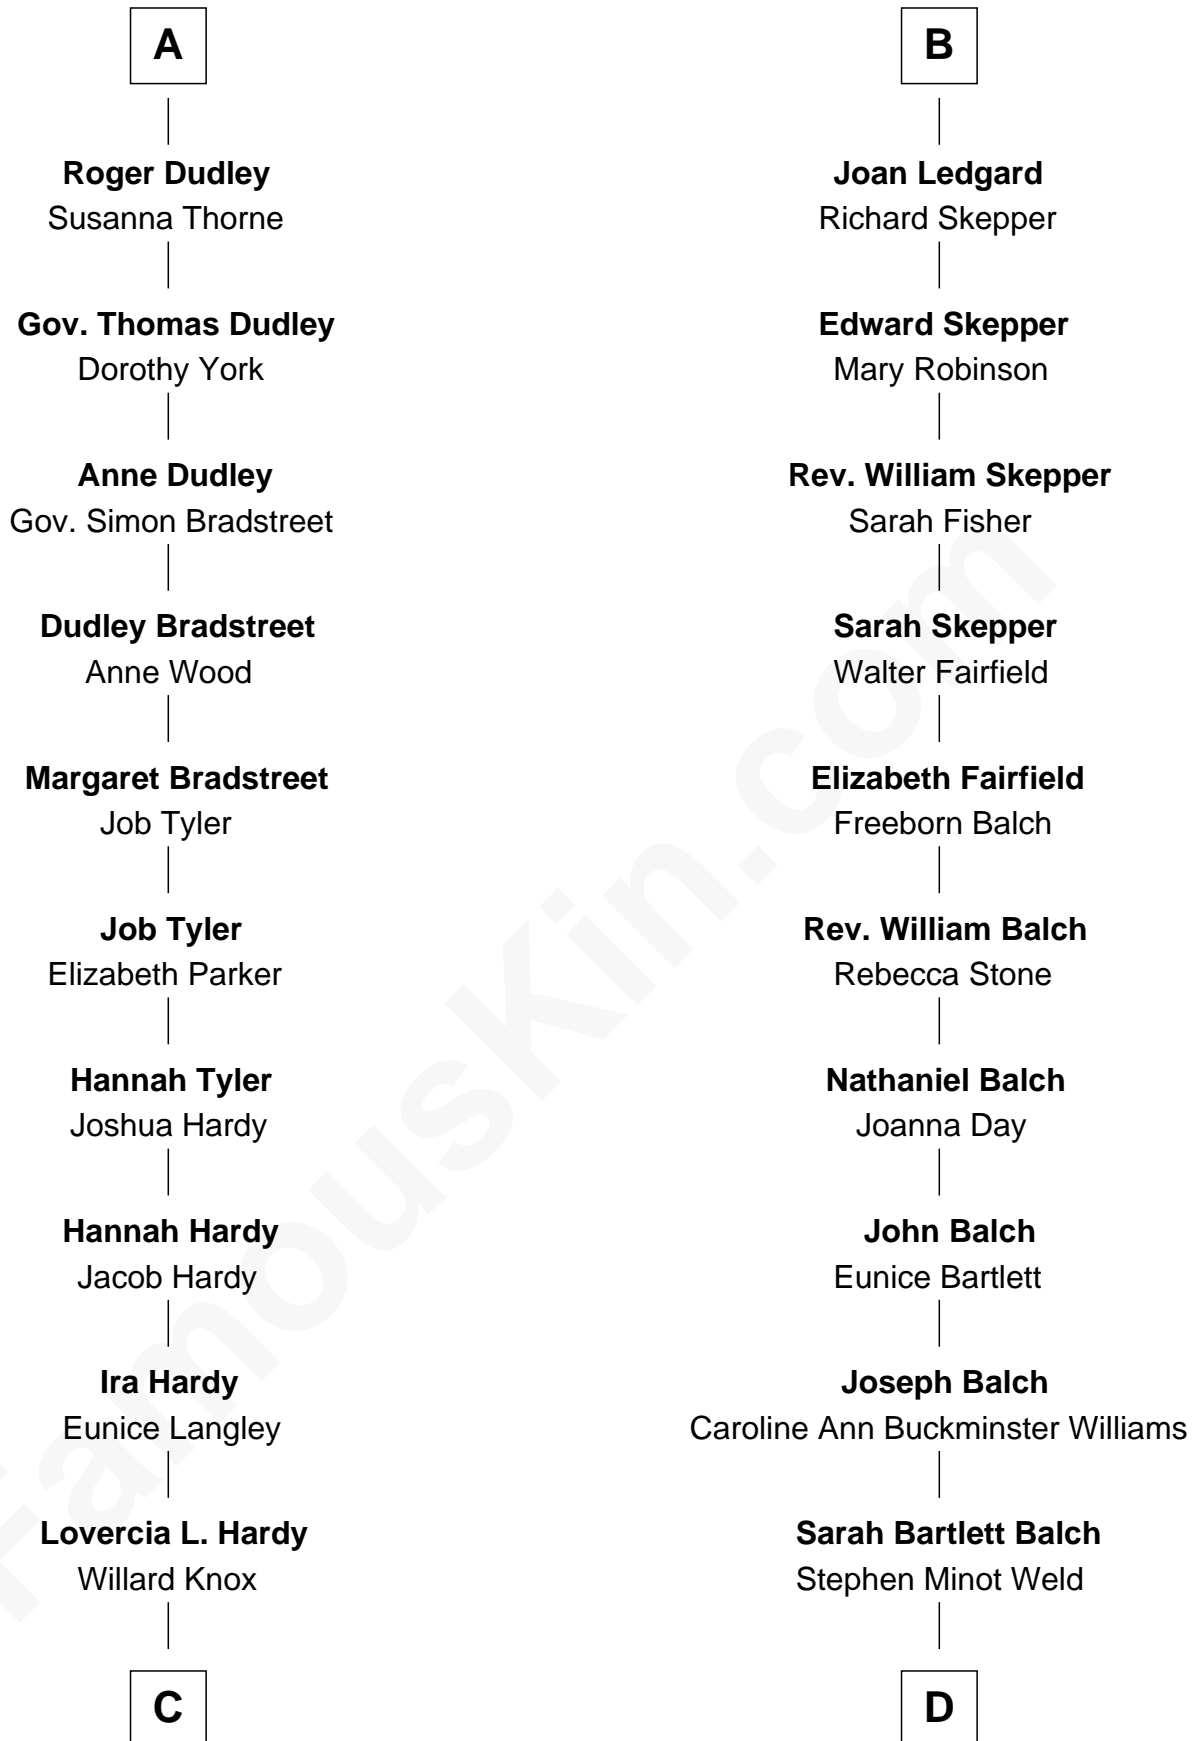 A
Roger Dudley
Susanna Thorne
Gov. Thomas Dudley
Dorothy York
Anne Dudley
Gov. Simon Bradstreet
Dudley Bradstreet
Anne Wood
Margaret Bradstreet
Job Tyler
Job Tyler
Elizabeth Parker
Hannah Tyler
Joshua Hardy
Hannah Hardy
Jacob Hardy
Ira Hardy
Eunice Langley
Lovercia L. Hardy
Willard Knox
C
B
Joan Ledgard
Richard Skepper
Edward Skepper
Mary Robinson
Rev. William Skepper
Sarah Fisher
Sarah Skepper
Walter Fairfield
Elizabeth Fairfield
Freeborn Balch
Rev. William Balch
Rebecca Stone
Nathaniel Balch
Joanna Day
John Balch
Eunice Bartlett
Joseph Balch
Caroline Ann Buckminster Williams
Sarah Bartlett Balch
Stephen Minot Weld
D
FamousKin.com